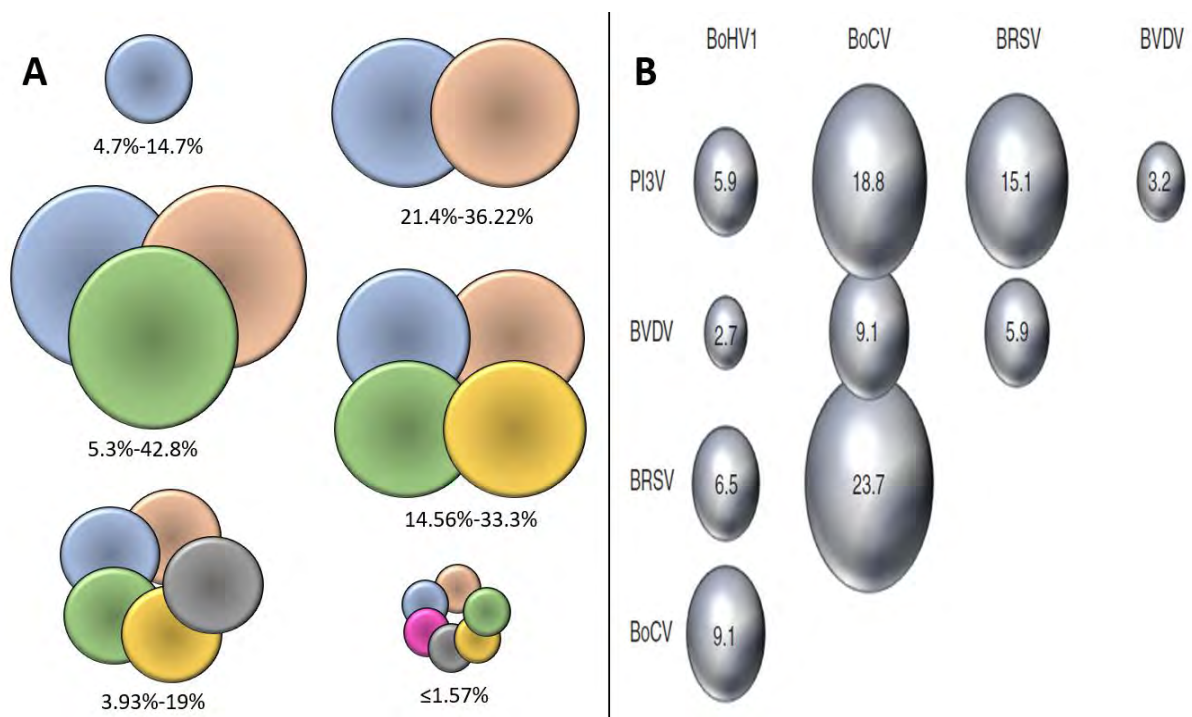 A
4.7%-14.7%
21.4%-36.22%
5.3%-42.8%
14.56%-33.3%
3.93%-19%
≤1.57%
B
BoHV1 BoCV BRSV BVDV
PI3V 5.9 18.8 15.1 3.2
BVDV 2.7 9.1 5.9
BRSV 6.5 23.7
BoCV 9.1